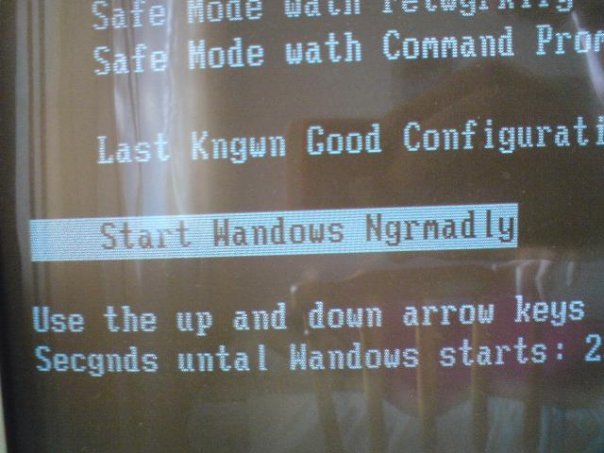 Safe Mode wath
Safe Mode wath Command Prom
Last Kngwn Good Configurati
Start Wandows Ngrmadly
Use the up and down arrow keys
Secgnds untal Wandows starts: 2